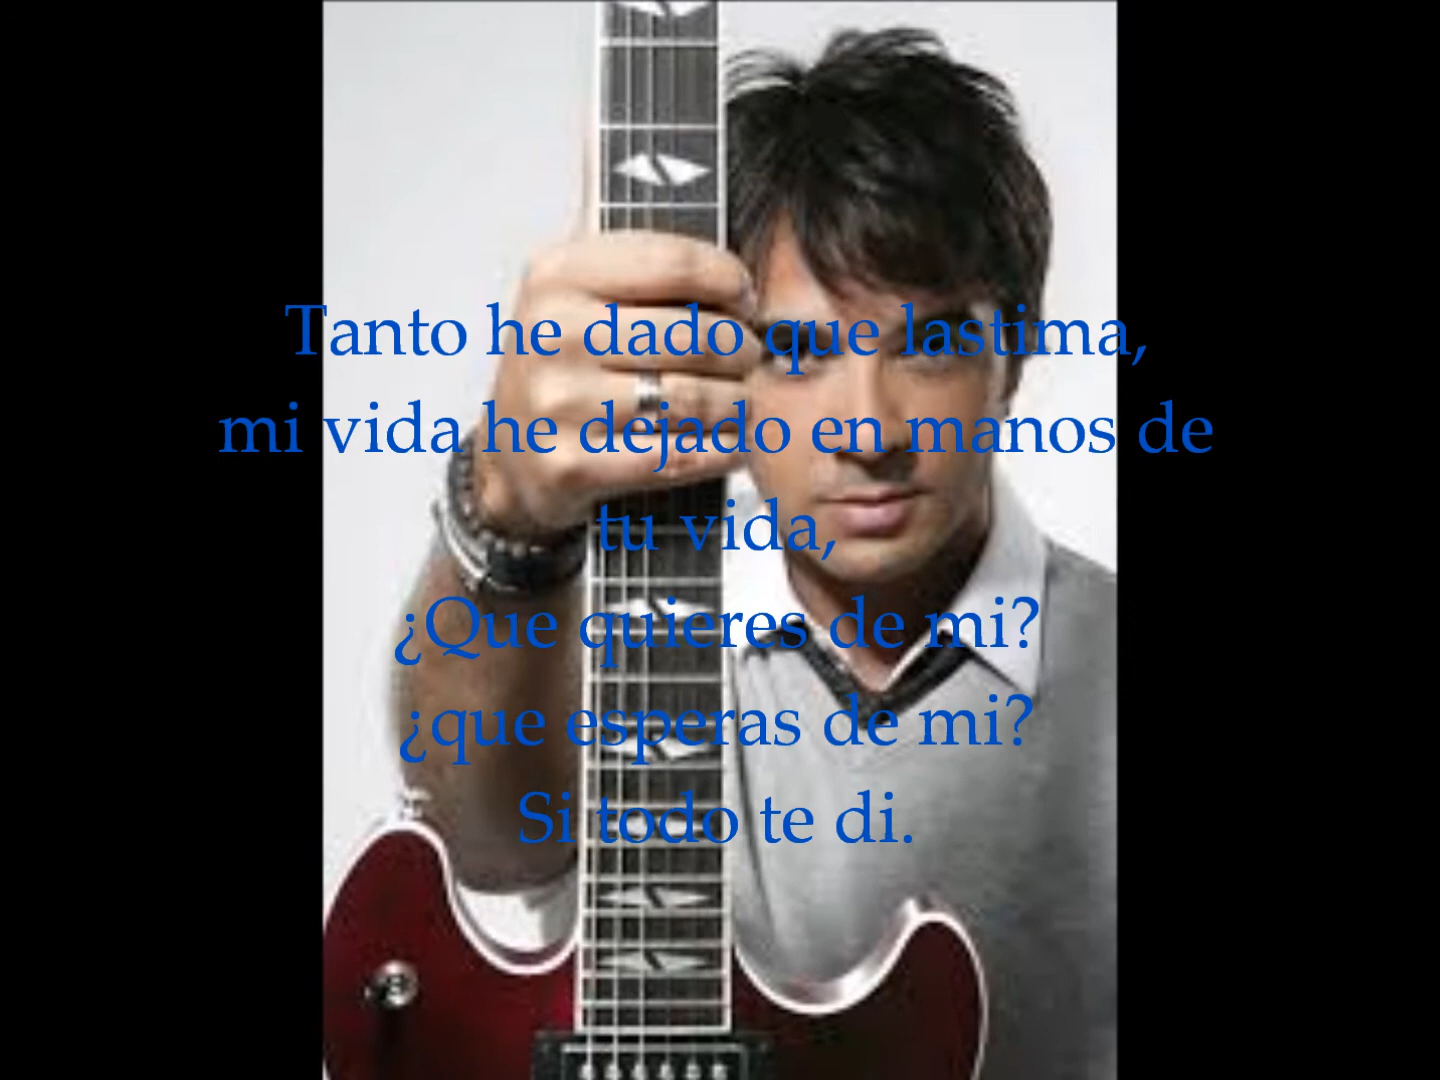 Tanto he dado que lastima,
mi vida he dejado en manos de
tu vida,
¿Que quieres de mi?
¿que esperas de mi?
Si todo te di.